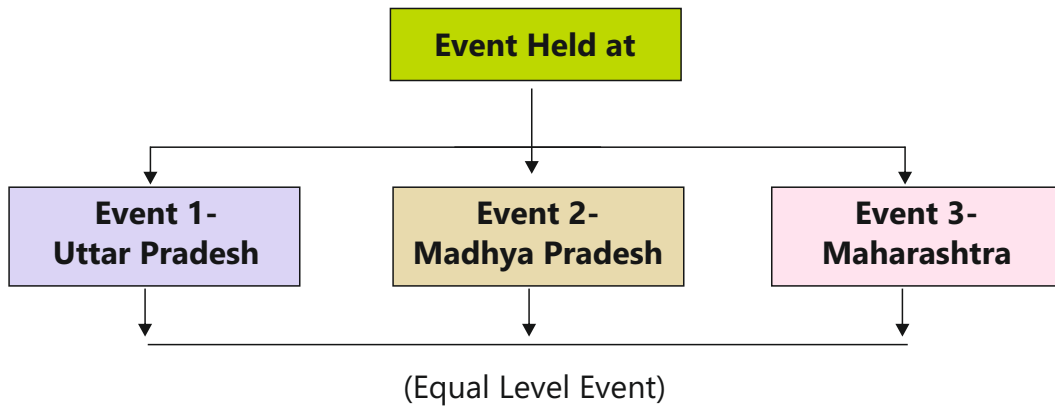 Event Held at
Event 1-
Uttar Pradesh
Event 2-
Madhya Pradesh
Event 3-
Maharashtra
(Equal Level Event)